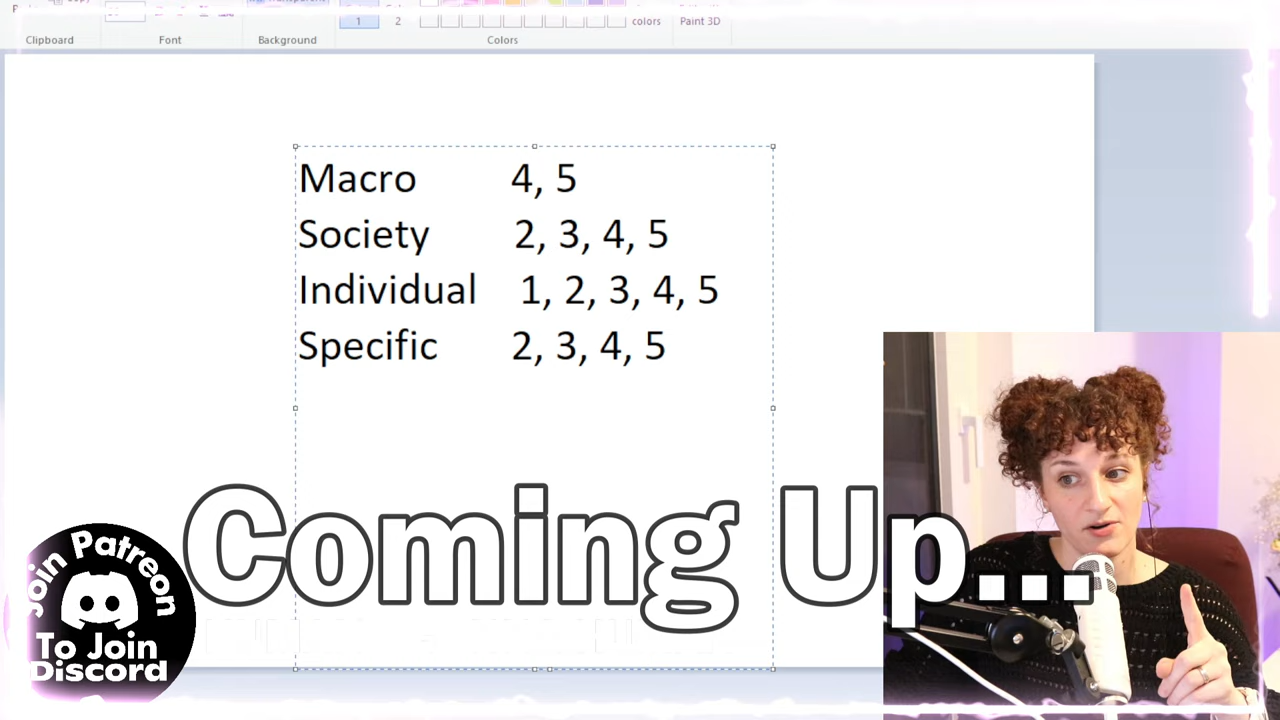 Clipboard
Font
Background
Colors
1
2
colors
Paint 3D
Macro 4, 5
Society 2, 3, 4, 5
Individual 1, 2, 3, 4, 5
Specific 2, 3, 4, 5
Coming Up...
Join Patreon
To Join
Discord